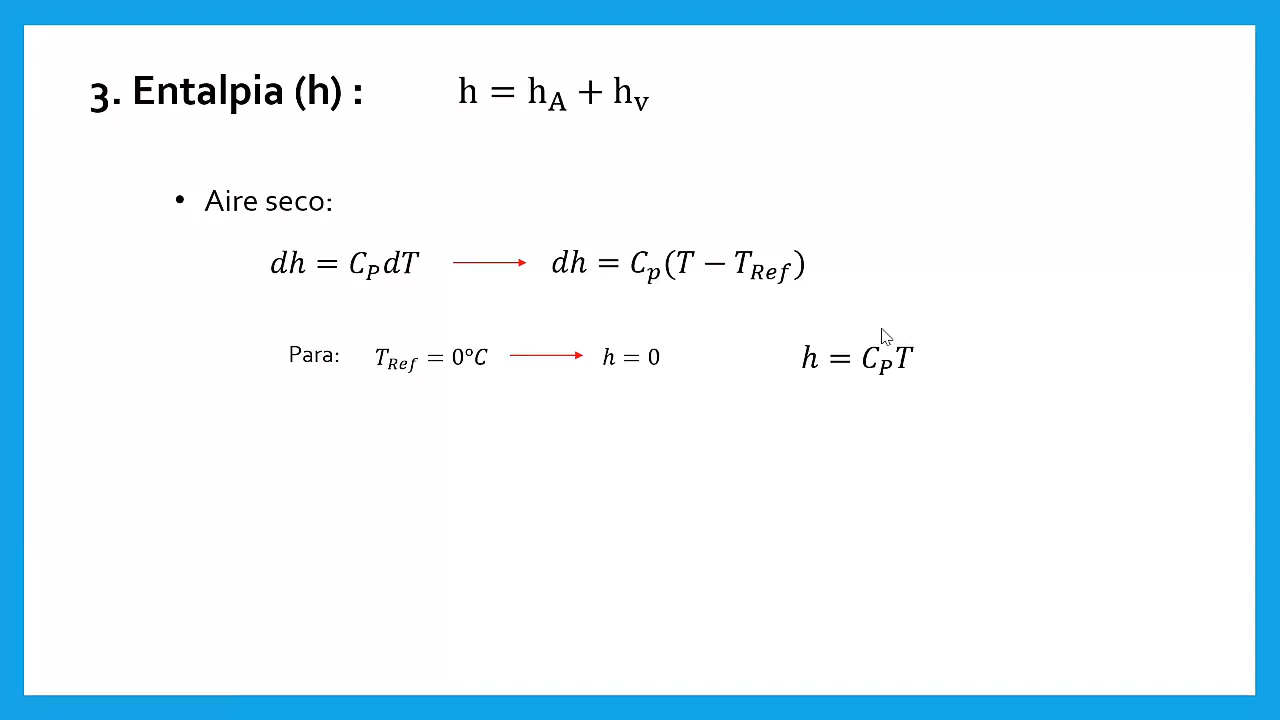 3. Entalpia (h) : h = h_A + h_v
• Aire seco:
dh = C_P dT → dh = C_p(T − T_Ref)
Para: T_Ref = 0°C → h = 0 h = C_P T